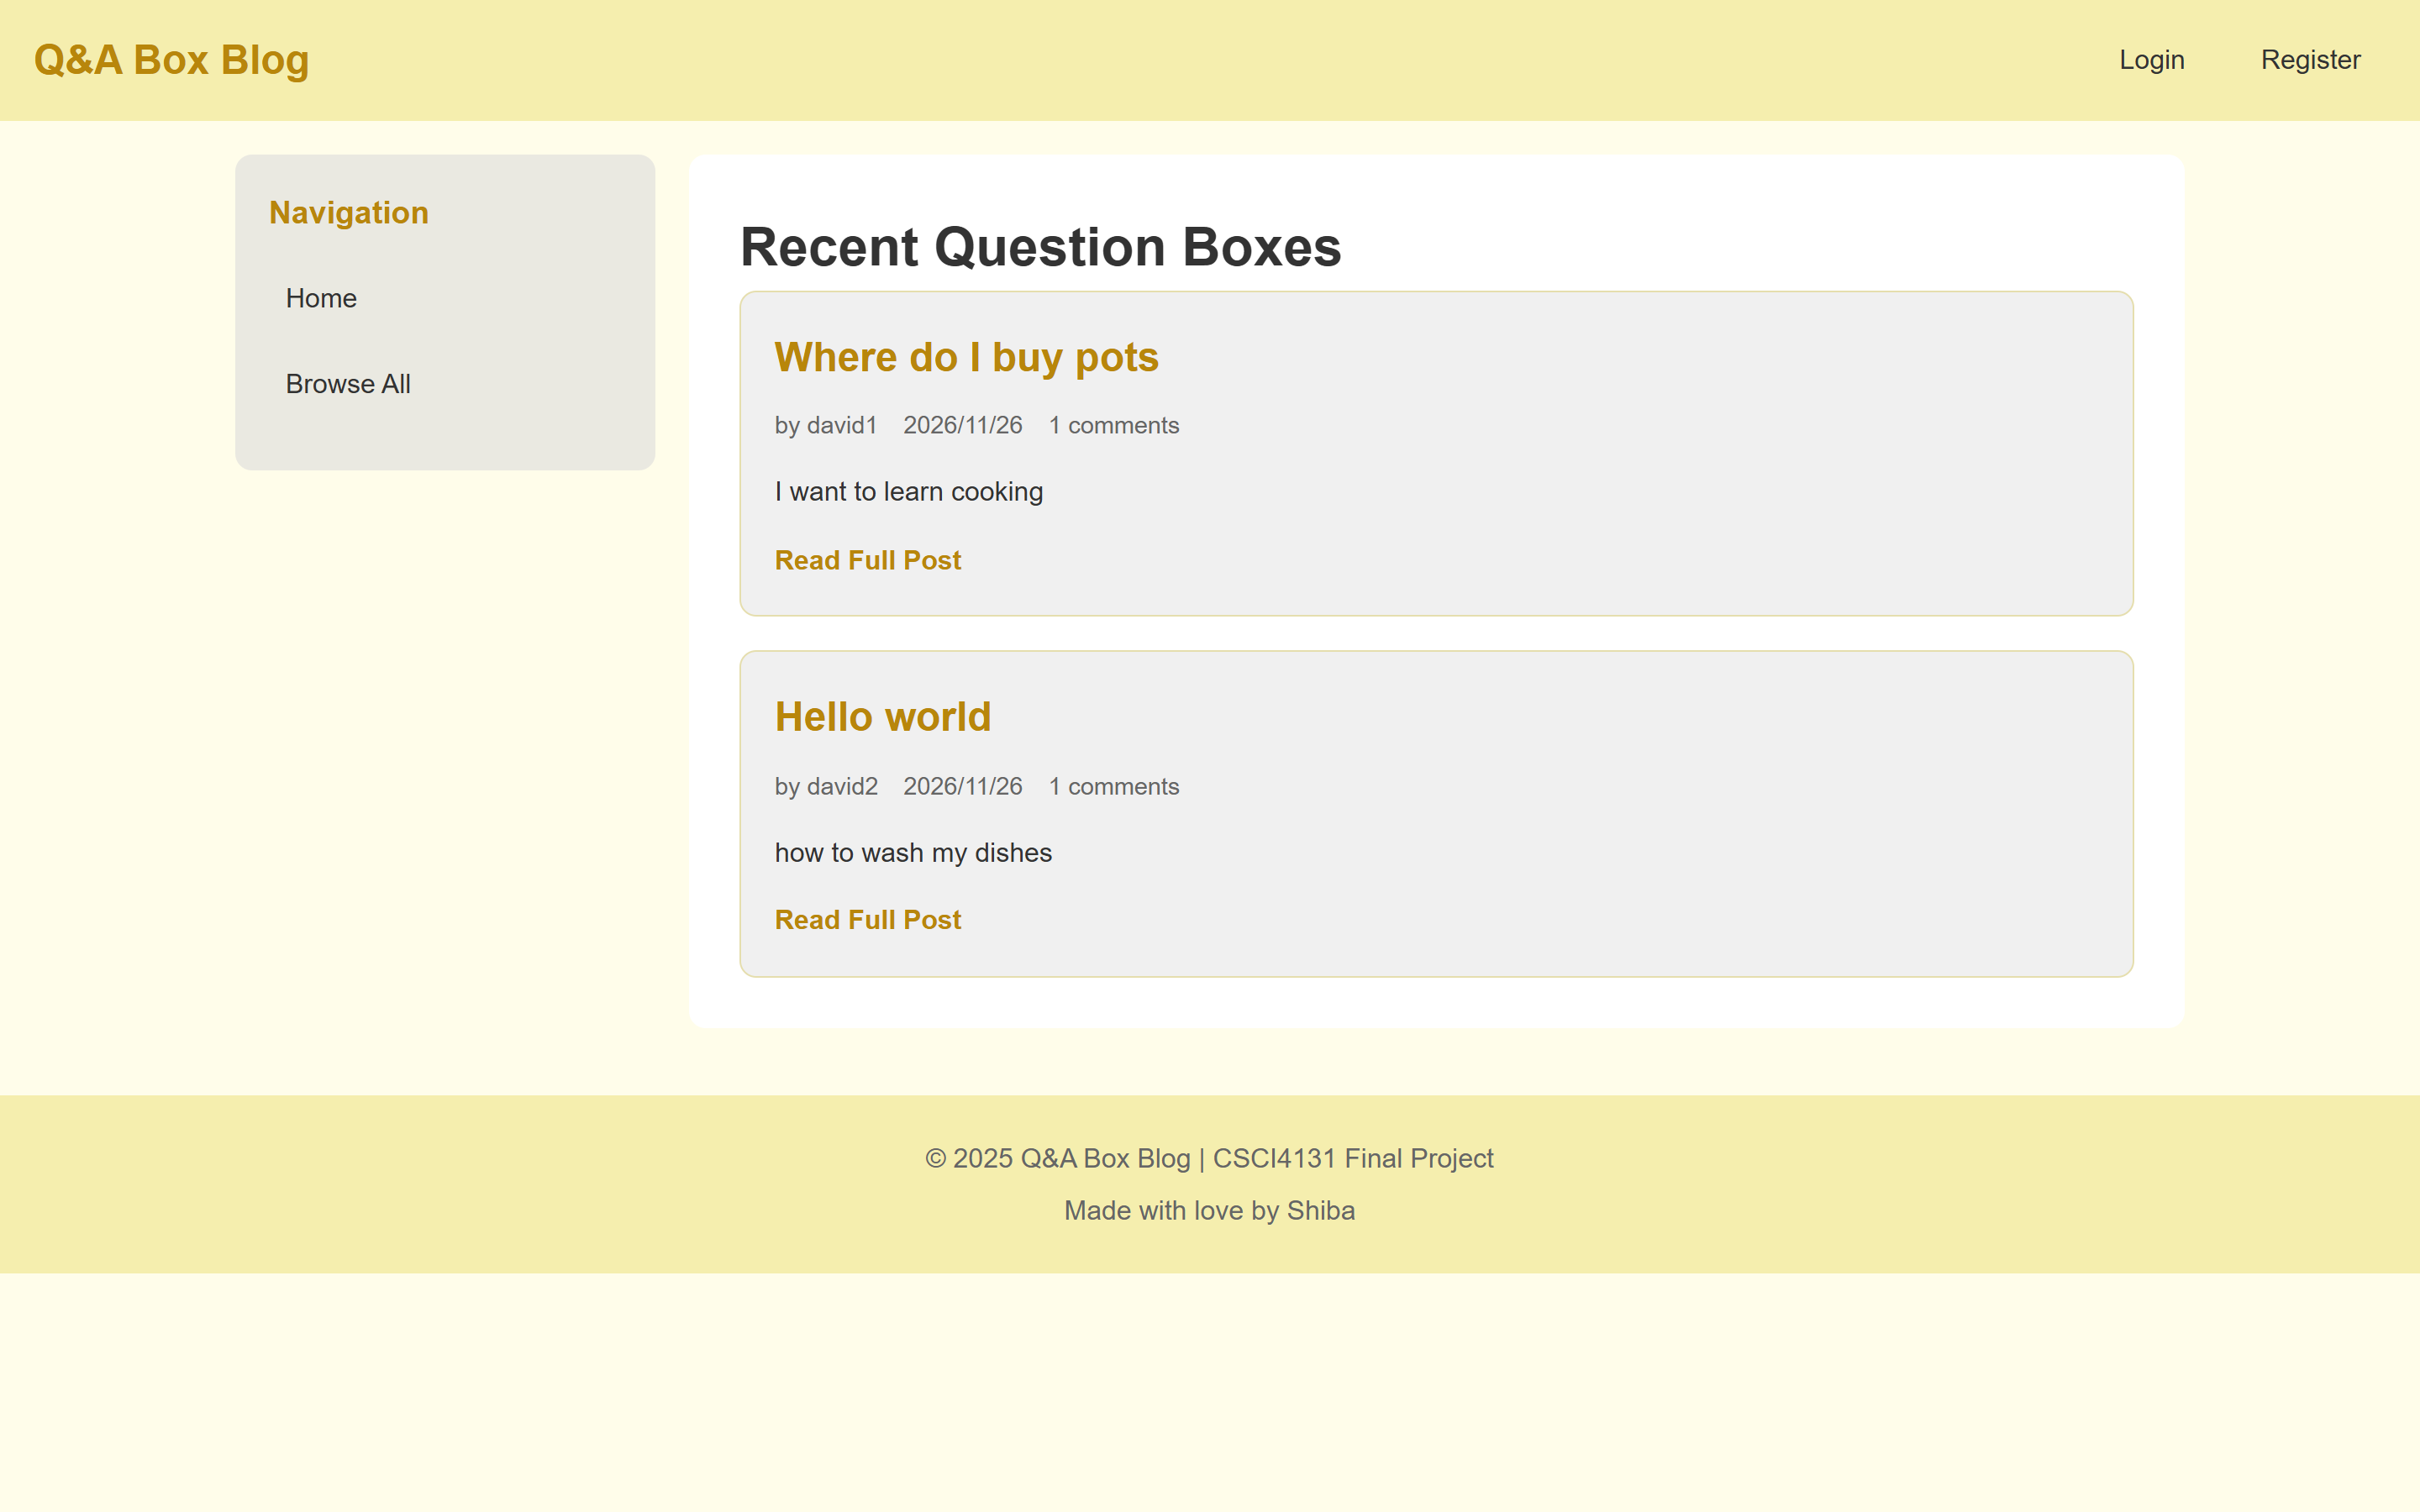 Q&A Box Blog
Login
Register
Navigation
Home
Browse All
Recent Question Boxes
Where do I buy pots
by david1 2026/11/26 1 comments
I want to learn cooking
Read Full Post
Hello world
by david2 2026/11/26 1 comments
how to wash my dishes
Read Full Post
© 2025 Q&A Box Blog | CSCI4131 Final Project
Made with love by Shiba